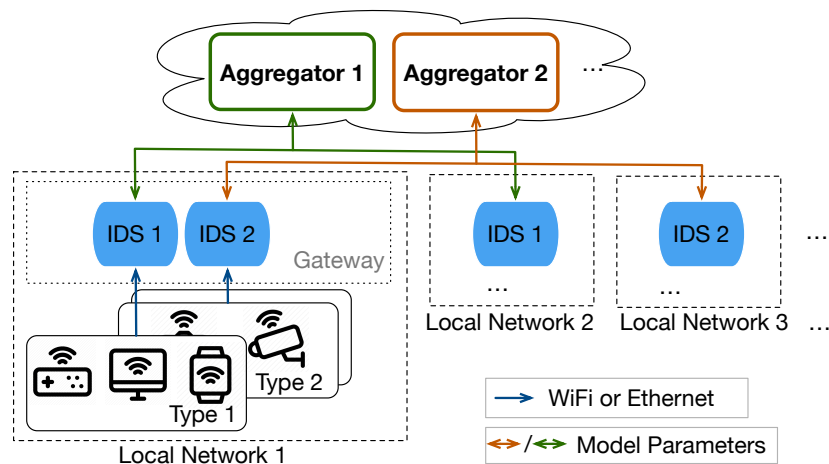 Aggregator 1
Aggregator 2
...
IDS 1
IDS 2
Gateway
IDS 1
...
IDS 2
...
...
Local Network 2
Local Network 3
...
Type 2
Type 1
Local Network 1
WiFi or Ethernet
/
Model Parameters